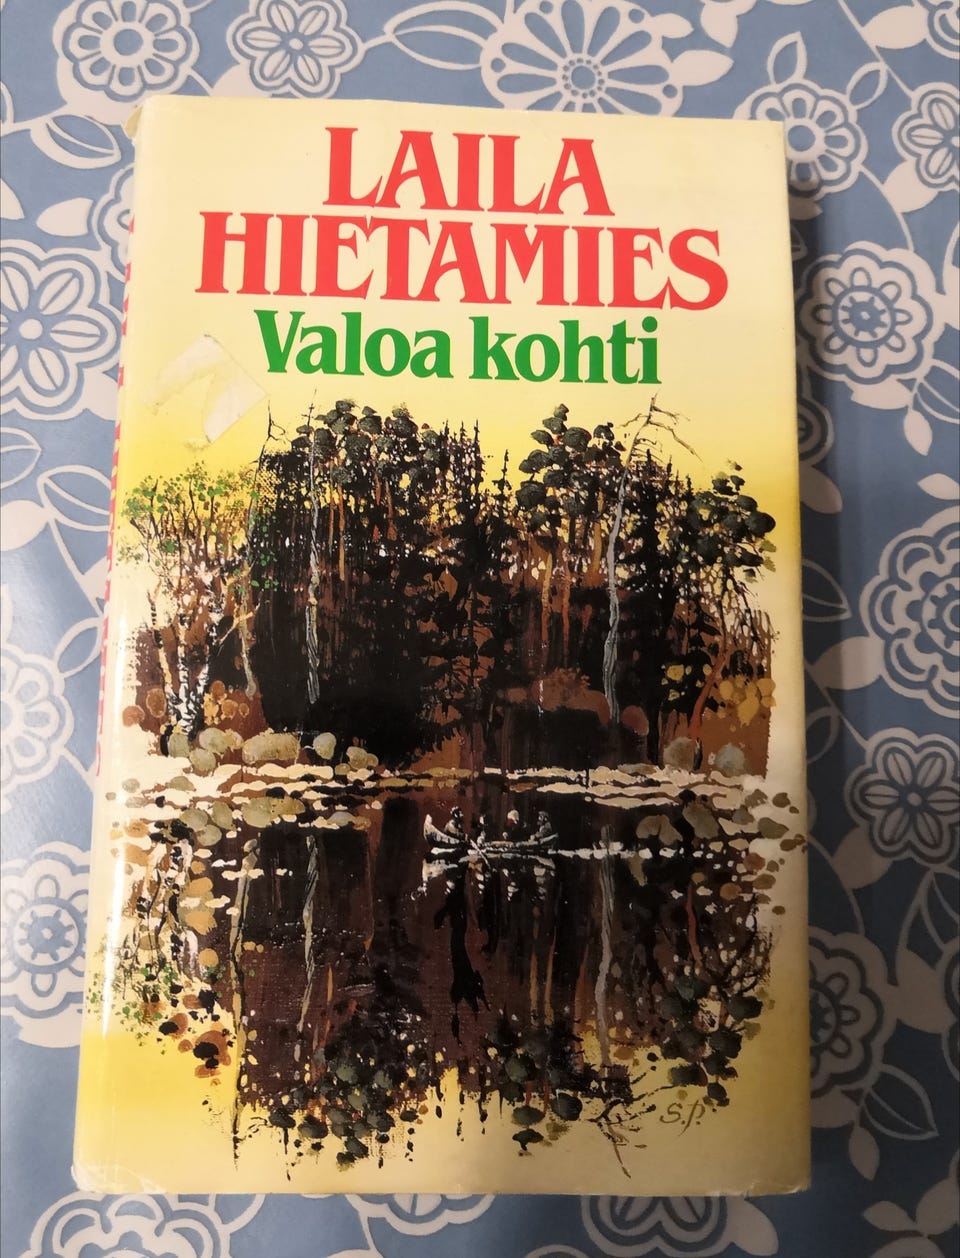 LAILA
HIETAMIES
Valoa kohti
S.P.